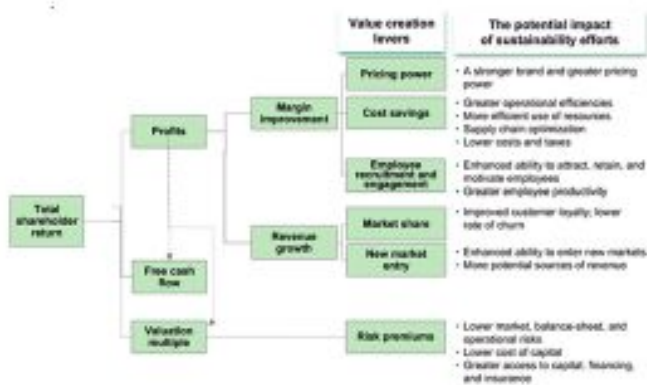 Value creation
levers
The potential impact
of sustainability efforts
Pricing power
• A stronger brand and greater pricing
power
Margin
improvement
Cost savings
• Greater operational efficiencies
• More efficient use of resources
• Supply chain optimization
• Lower costs and taxes
Profits
Employee
recruitment and
engagement
• Enhanced ability to attract, retain, and
motivate employees
• Greater employee productivity
Total
shareholder
return
Market share
• Improved customer loyalty; lower
rate of churn
Revenue
growth
New market
entry
• Enhanced ability to enter new markets
• More potential sources of revenue
Free cash
flow
Valuation
multiple
Risk premiums
• Lower market, balance-sheet, and
operational risks
• Lower cost of capital
• Greater access to capital, financing,
and insurance